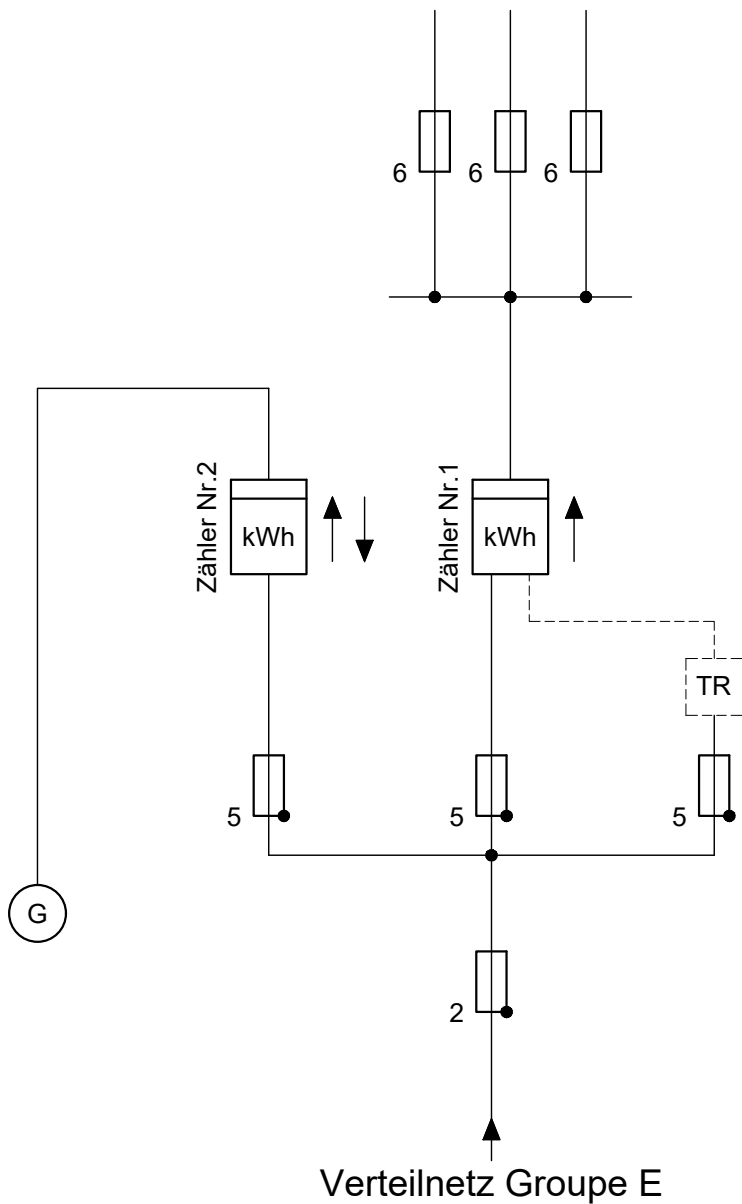 6 6 6
Zähler Nr.2
kWh
Zähler Nr.1
kWh
TR
5 5 5
G
2
Verteilnetz Groupe E